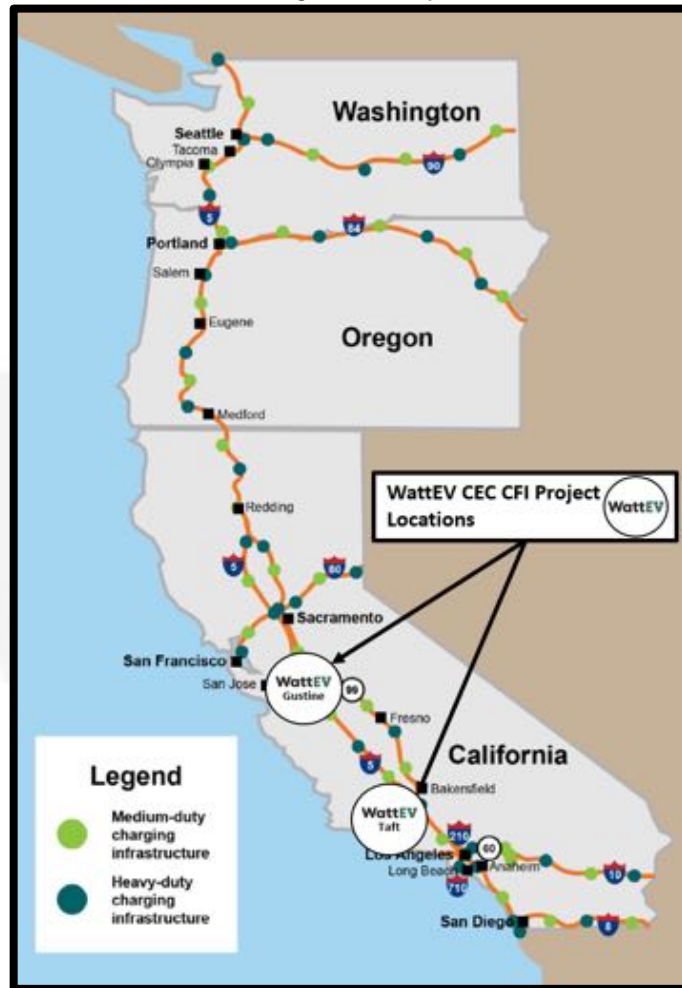 Washington
Seattle
Tacoma
Olympia
90
5
84
Portland
Salem
Eugene
Oregon
Medford
WattEV CEC CFI Project
Locations
WattEV
Redding
5
80
Sacramento
San Francisco
San Jose
WattEV
Gustine
99
Fresno
5
California
Bakersfield
WattEV
Taft
210
60
Los Angeles
Anaheim
Long Beach
710
10
San Diego
8
Legend
Medium-duty
charging
infrastructure
Heavy-duty
charging
infrastructure